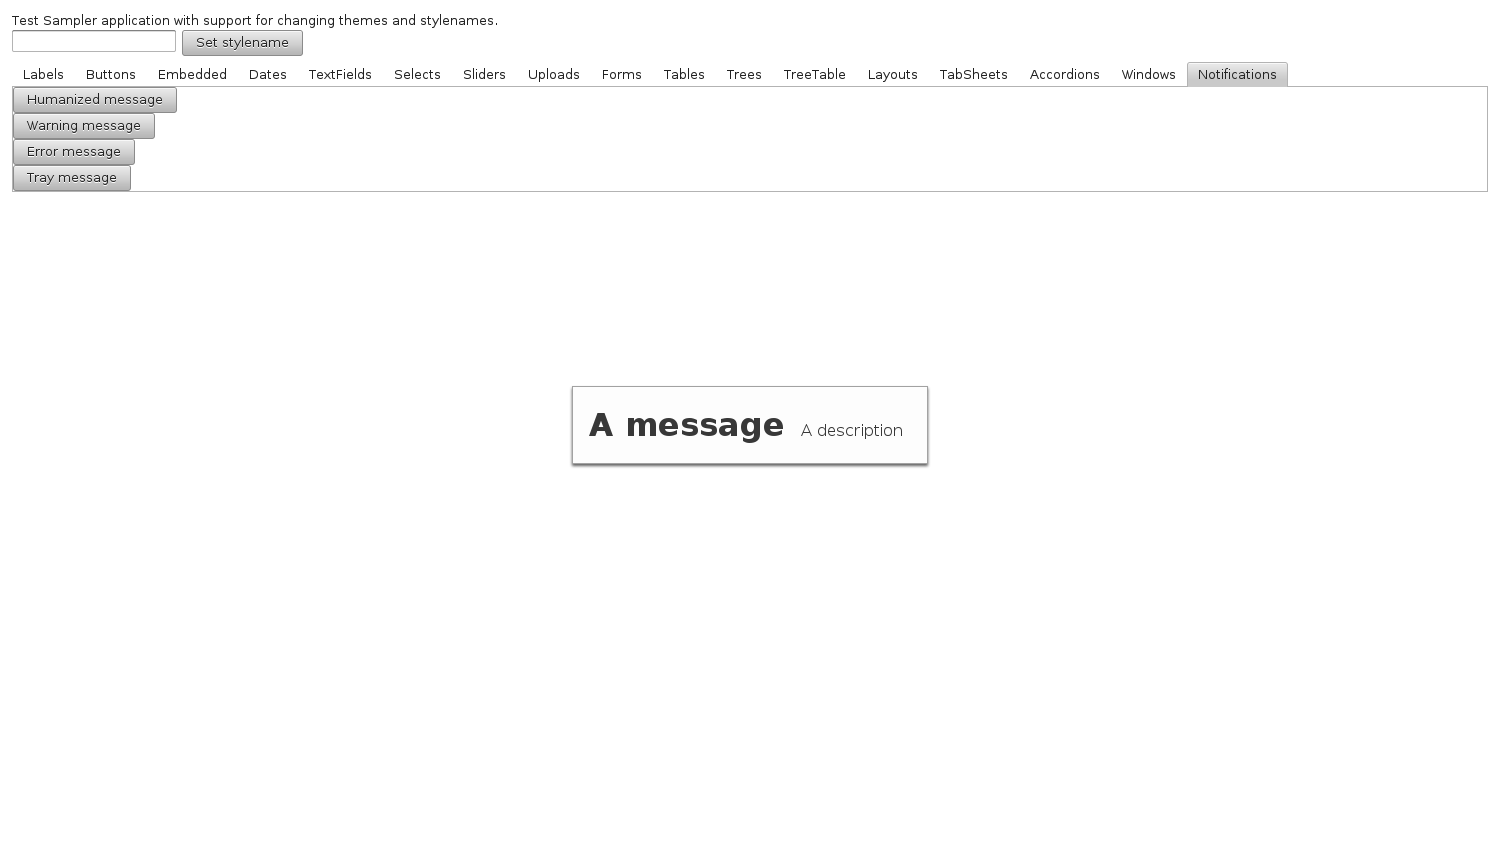 Test Sampler application with support for changing themes and stylenames.
Set stylename
Labels Buttons Embedded Dates TextFields Selects Sliders Uploads Forms Tables Trees TreeTable Layouts TabSheets Accordions Windows Notifications
Humanized message
Warning message
Error message
Tray message
A message A description